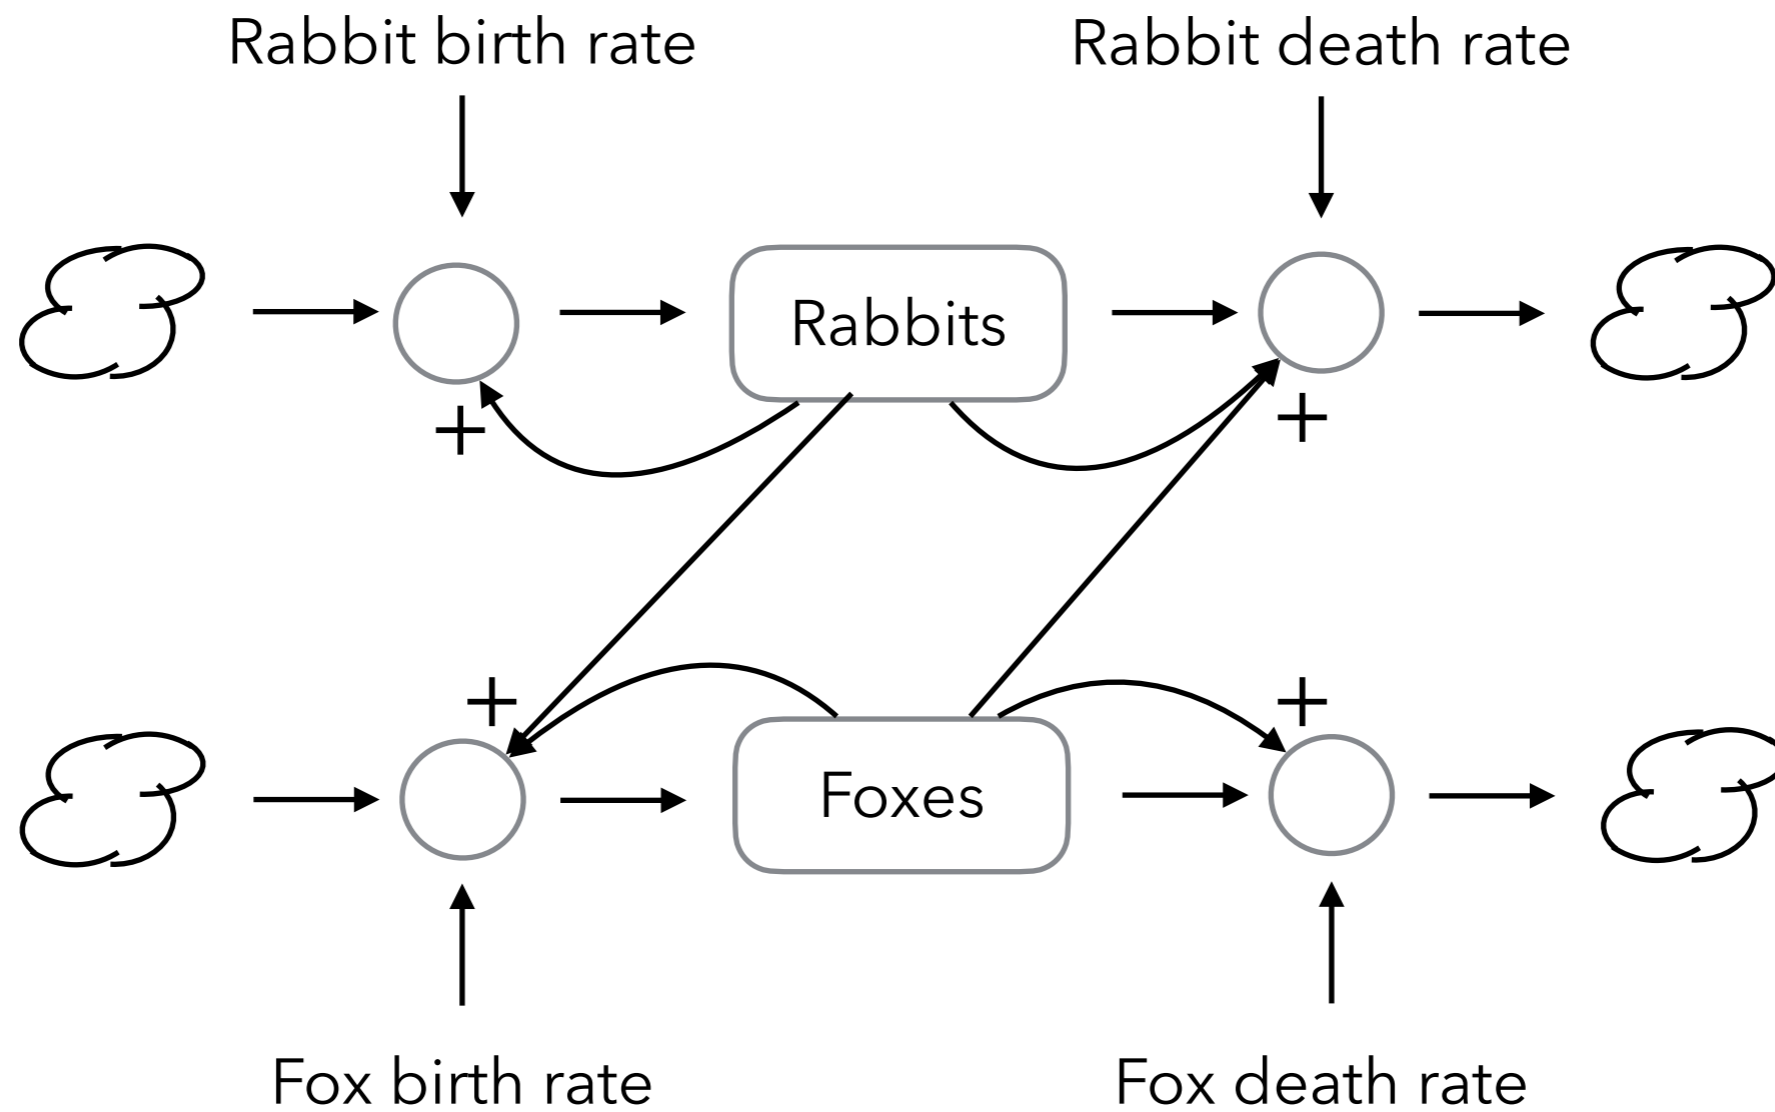 Rabbit birth rate
Rabbit death rate
Rabbits
+
+
+
+
Foxes
Fox birth rate
Fox death rate